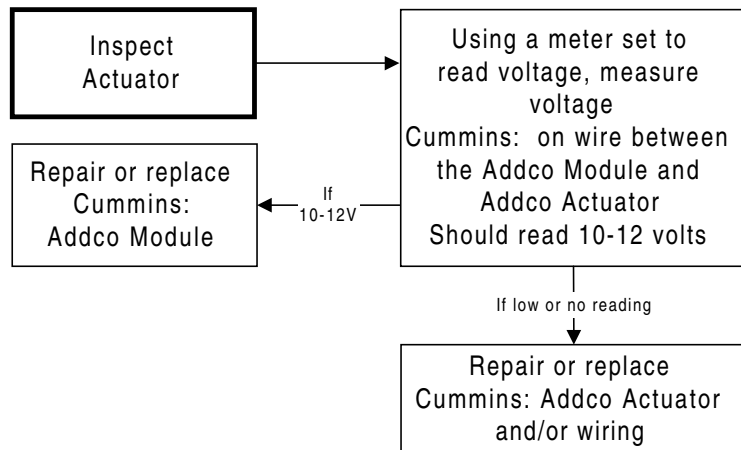 Inspect
Actuator
Using a meter set to
read voltage, measure
voltage
Cummins: on wire between
the Addco Module and
Addco Actuator
Should read 10-12 volts
Repair or replace
Cummins:
Addco Module
If
10-12V
If low or no reading
Repair or replace
Cummins: Addco Actuator
and/or wiring